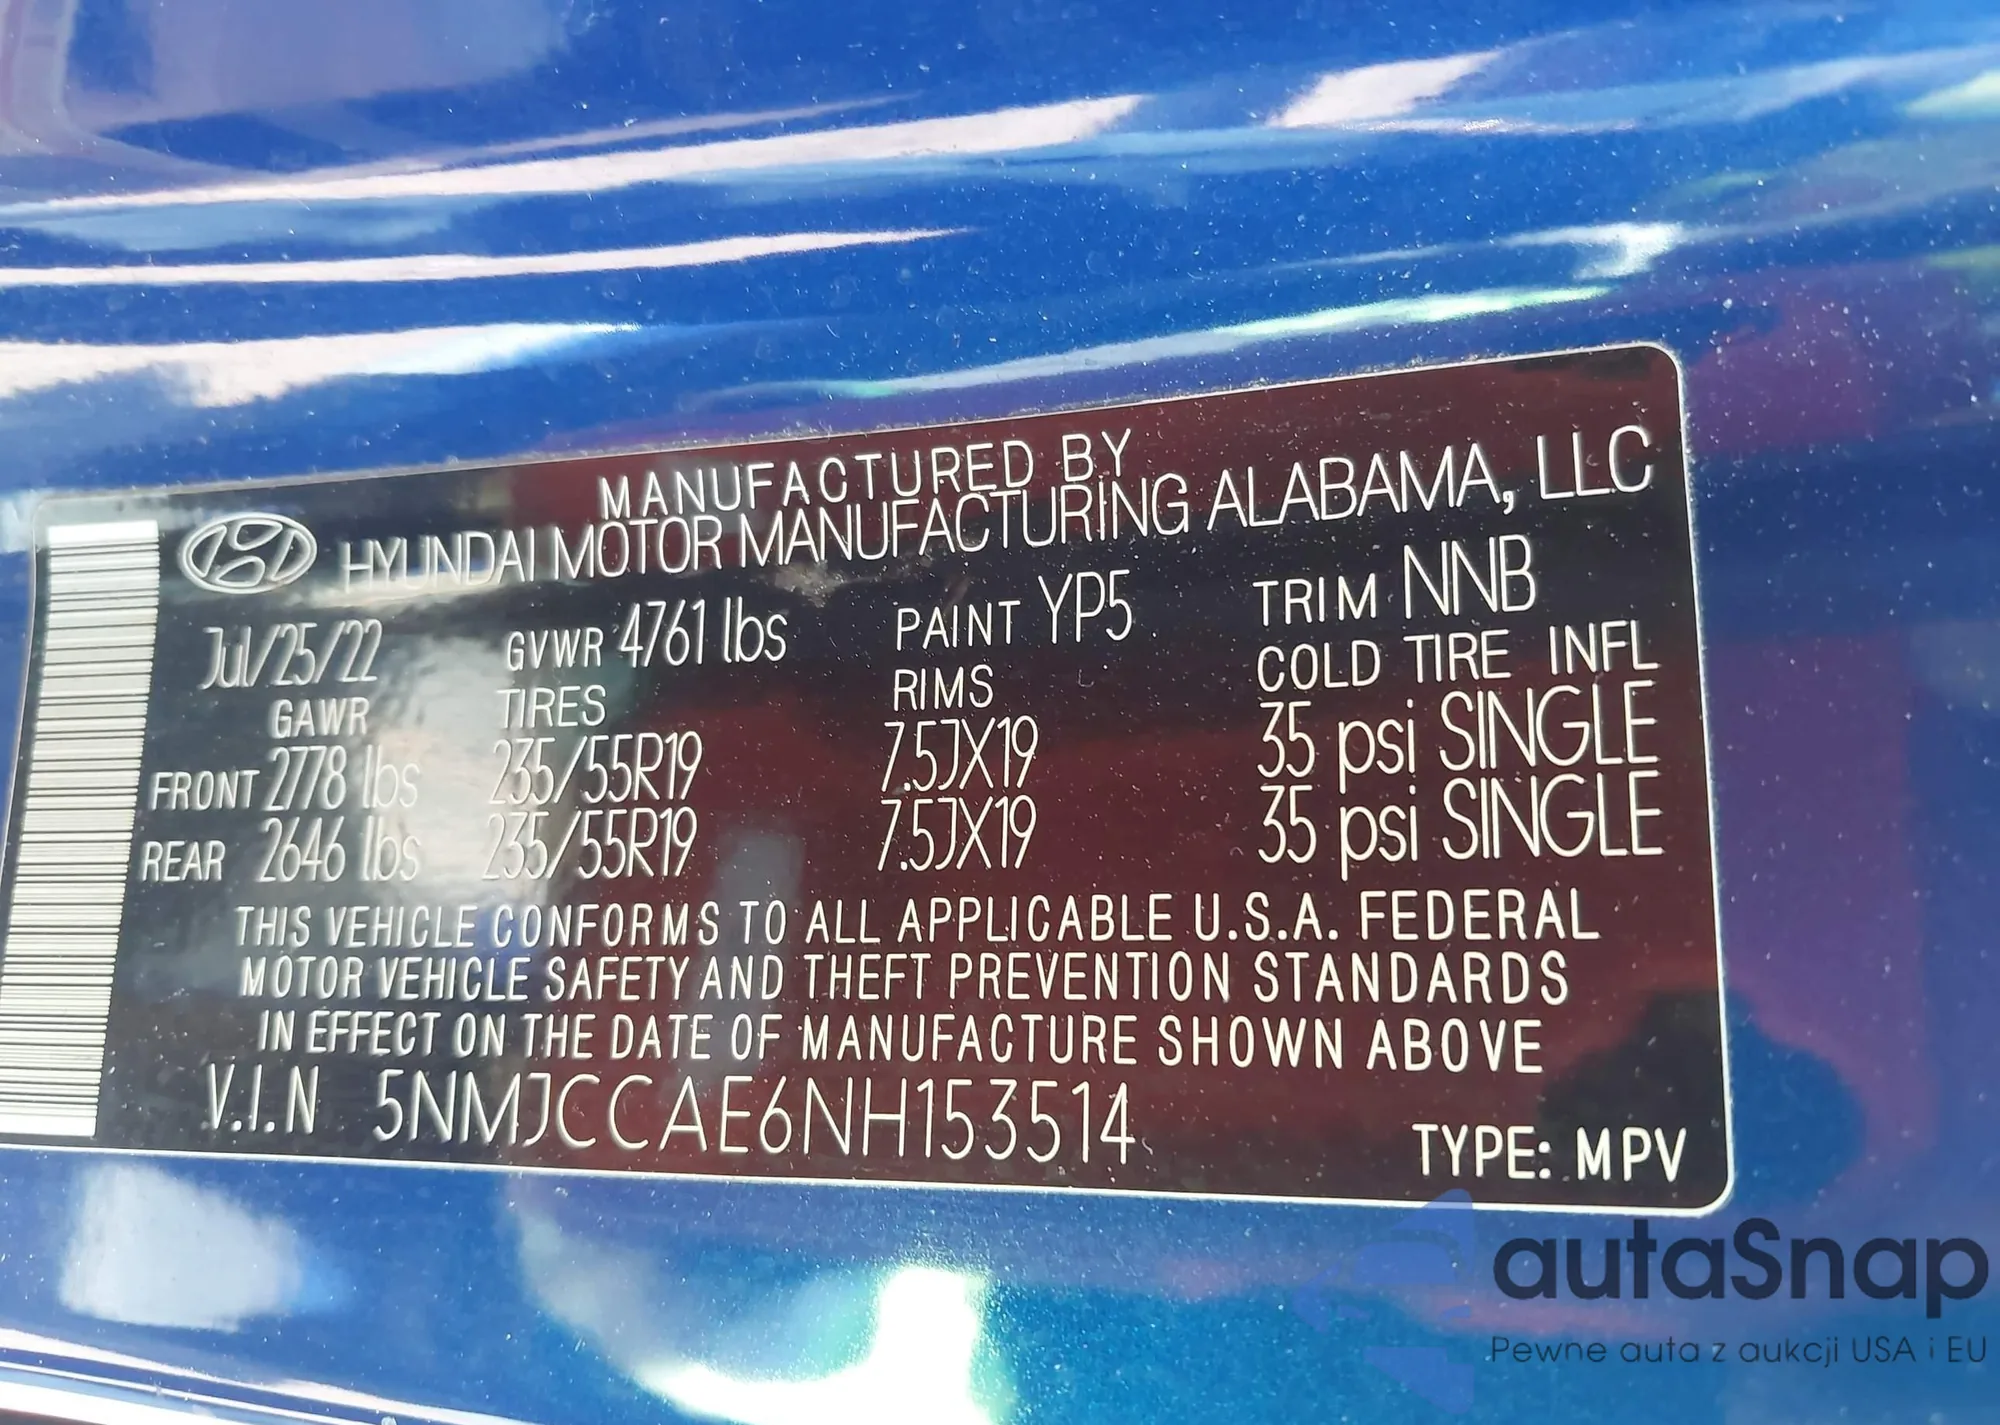 MANUFACTURED BY
HYUNDAI MOTOR MANUFACTURING ALABAMA, LLC
Jul/25/22 GVWR 4761 lbs PAINT YP5 TRIM NNB
GAWR TIRES RIMS COLD TIRE INFL
FRONT 2778 lbs 235/55R19 7.5JX19 35 psi SINGLE
REAR 2646 lbs 235/55R19 7.5JX19 35 psi SINGLE
THIS VEHICLE CONFORMS TO ALL APPLICABLE U.S.A. FEDERAL
MOTOR VEHICLE SAFETY AND THEFT PREVENTION STANDARDS
IN EFFECT ON THE DATE OF MANUFACTURE SHOWN ABOVE
V.I.N 5NMJCCAE6NH153514
TYPE: MPV
autaSnap
Pewne auta z aukcji USA i EU